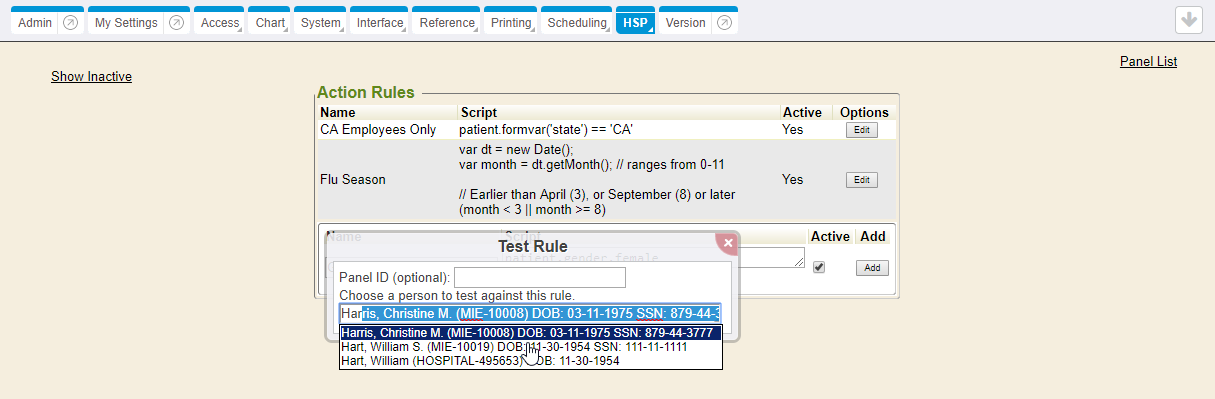 Admin My Settings Access Chart System Interface Reference Printing Scheduling HSP Version
Panel List
Show Inactive
Action Rules
Name Script Active Options
CA Employees Only patient.formvar('state') == 'CA' Yes Edit
var dt = new Date();
var month = dt.getMonth(); // ranges from 0-11
Flu Season Yes Edit
// Earlier than April (3), or September (8) or later
(month < 3 || month >= 8)
Name Script Active Add
Test Rule
patient.gender.female
Add
Panel ID (optional):
Choose a person to test against this rule.
Harris, Christine M. (MIE-10008) DOB: 03-11-1975 SSN: 879-44-3
Harris, Christine M. (MIE-10008) DOB: 03-11-1975 SSN: 879-44-3777
Hart, William S. (MIE-10019) DOB: 11-30-1954 SSN: 111-11-1111
Hart, William (HOSPITAL-495653) DOB: 11-30-1954